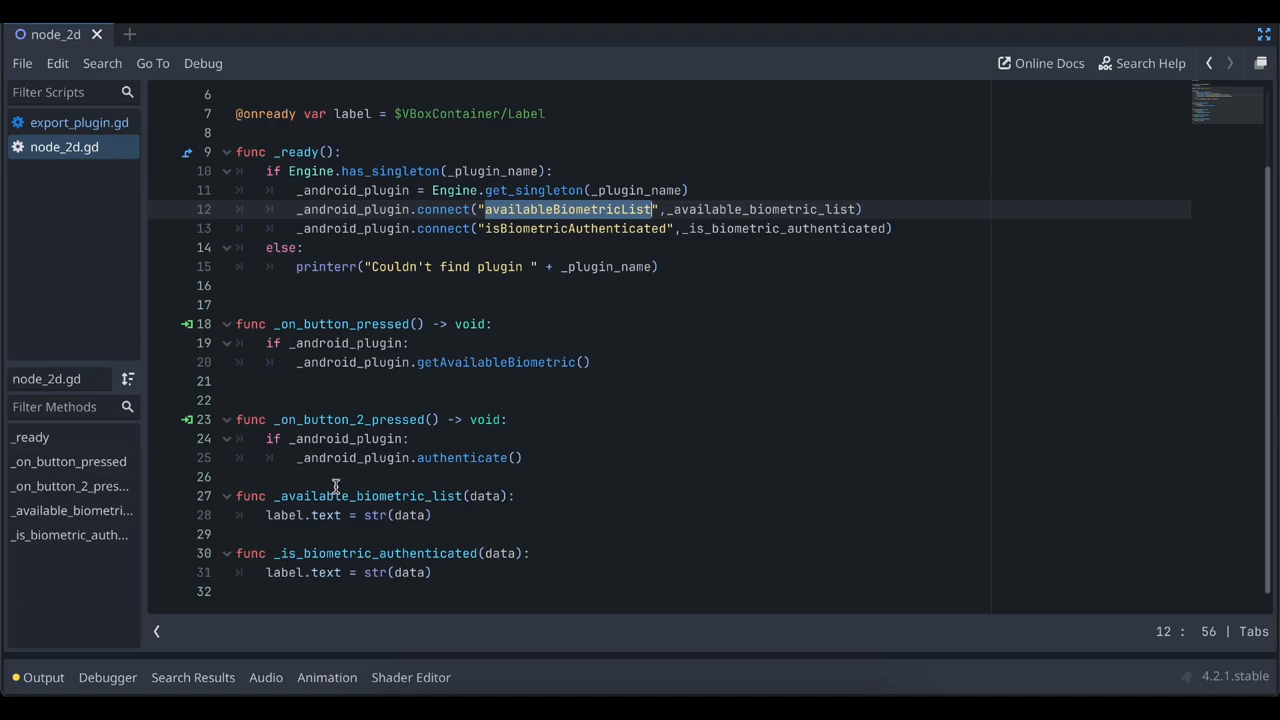 node_2d
File Edit Search Go To Debug
Online Docs Search Help
Filter Scripts
export_plugin.gd
node_2d.gd
node_2d.gd
Filter Methods
_ready
_on_button_pressed
_on_button_2_pres...
_available_biometri...
_is_biometric_auth...
6
7 @onready var label = $VBoxContainer/Label
8
9 func _ready():
10 if Engine.has_singleton(_plugin_name):
11 _android_plugin = Engine.get_singleton(_plugin_name)
12 _android_plugin.connect("availableBiometricList",_available_biometric_list)
13 _android_plugin.connect("isBiometricAuthenticated",_is_biometric_authenticated)
14 else:
15 printerr("Couldn't find plugin " + _plugin_name)
16
17
18 func _on_button_pressed() -> void:
19 if _android_plugin:
20 _android_plugin.getAvailableBiometric()
21
22
23 func _on_button_2_pressed() -> void:
24 if _android_plugin:
25 _android_plugin.authenticate()
26
27 func _available_biometric_list(data):
28 label.text = str(data)
29
30 func _is_biometric_authenticated(data):
31 label.text = str(data)
32
12 : 56 | Tabs
Output Debugger Search Results Audio Animation Shader Editor
4.2.1.stable